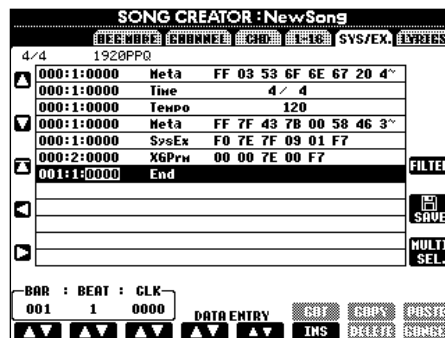 SONG CREATOR : NewSong
REC MODE CHANNEL CHD 1-16 SYS/EX. LYRICS
4/4 1920PPQ
000:1:0000 Meta FF 03 53 6F 6E 67 20 4~
000:1:0000 Time 4/ 4
000:1:0000 Tempo 120
000:1:0000 Meta FF 7F 43 7B 00 58 46 3~
000:1:0000 SysEx F0 7E 7F 09 01 F7
000:2:0000 XGPrm 00 00 7E 00 F7
001:1:0000 End
FILTER
SAVE
MULTI SEL.
BAR : BEAT : CLK
001 1 0000 DATA ENTRY CUT COPY PASTE
INS DELETE CANCEL